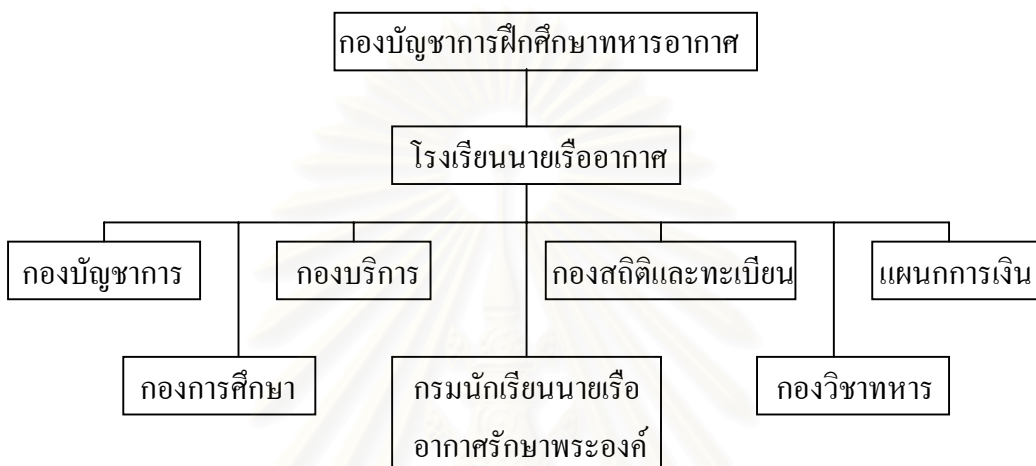 กองบัญชาการฝึกศึกษาทหารอากาศ
โรงเรียนนายเรืออากาศ
กองบัญชาการ
กองบริการ
กองสถิติและทะเบียน
แผนกการเงิน
กองการศึกษา
กรมนักเรียนนายเรือ
อากาศรักษาพระองค์
กองวิชาทหาร